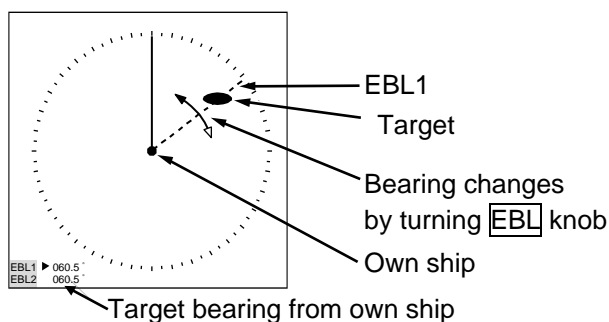 EBL1
Target
Bearing changes
by turning EBL knob
Own ship
EBL1 ▶ 060.5°
EBL2 060.5°
Target bearing from own ship